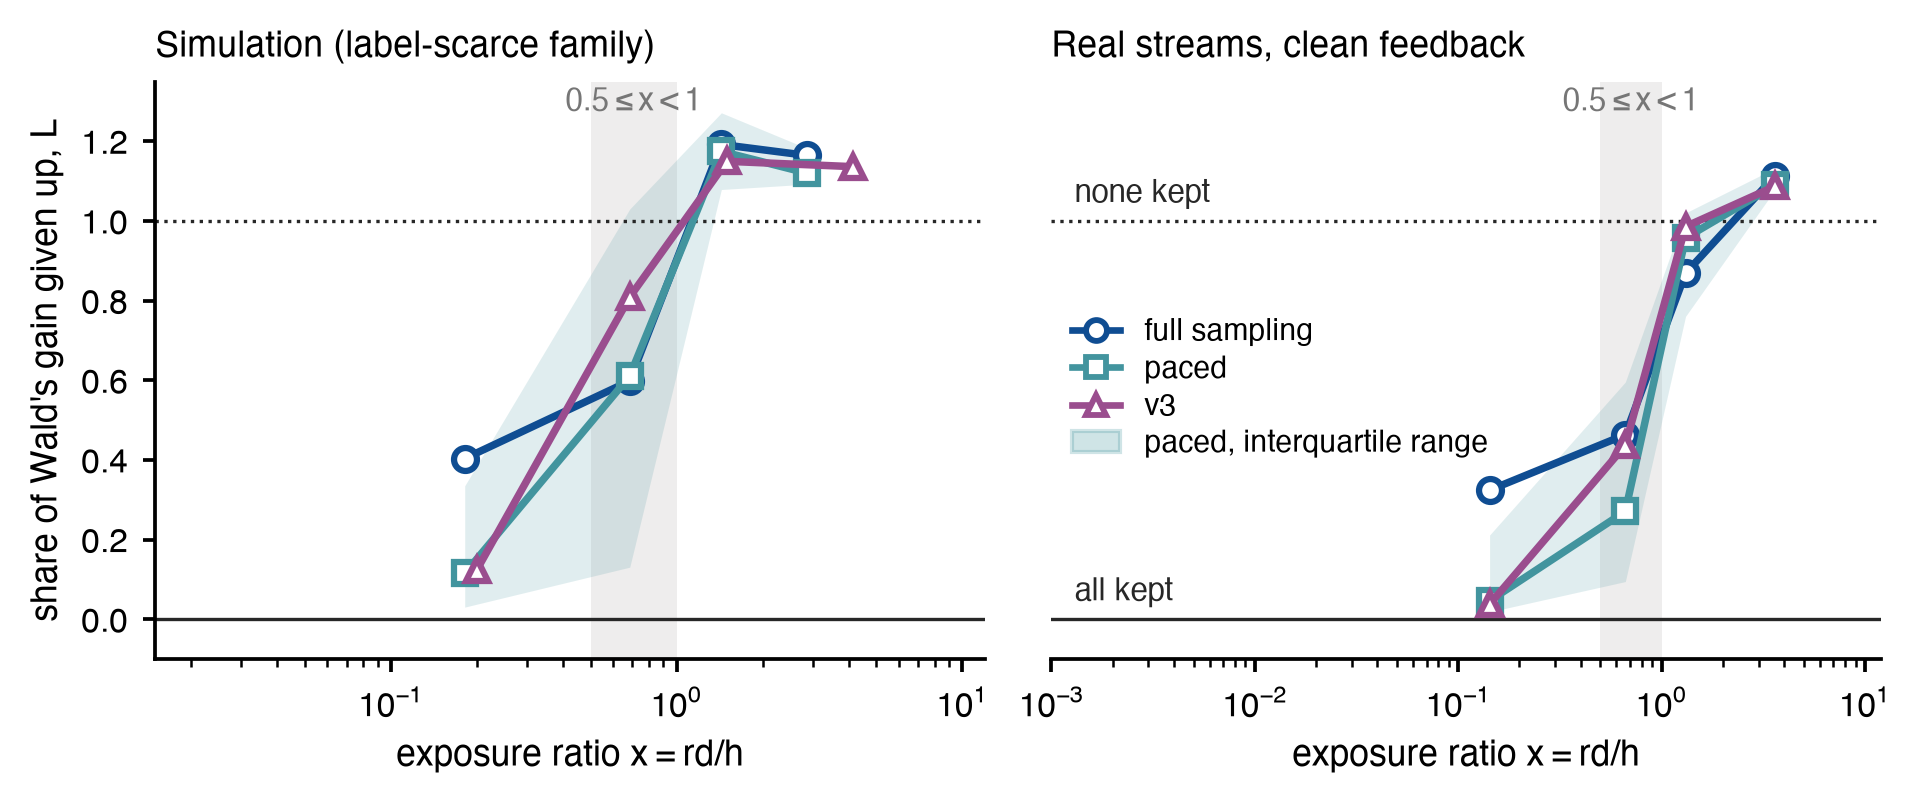 Simulation (label-scarce family)
0.5 ≤ x < 1
share of Wald's gain given up, L
1.2
1.0
0.8
0.6
0.4
0.2
0.0
10⁻¹
10⁰
10¹
exposure ratio x = rd/h
Real streams, clean feedback
0.5 ≤ x < 1
none kept
full sampling
paced
v3
paced, interquartile range
all kept
10⁻³
10⁻²
10⁻¹
10⁰
10¹
exposure ratio x = rd/h